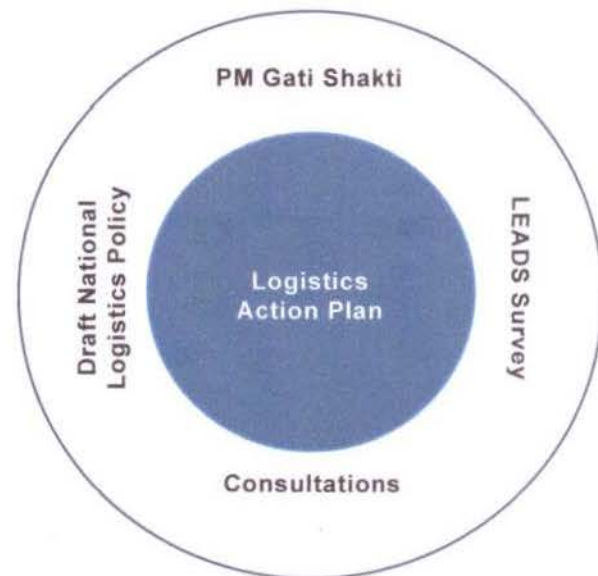 PM Gati Shakti
Draft National
Logistics Policy
Logistics
Action Plan
LEADS Survey
Consultations